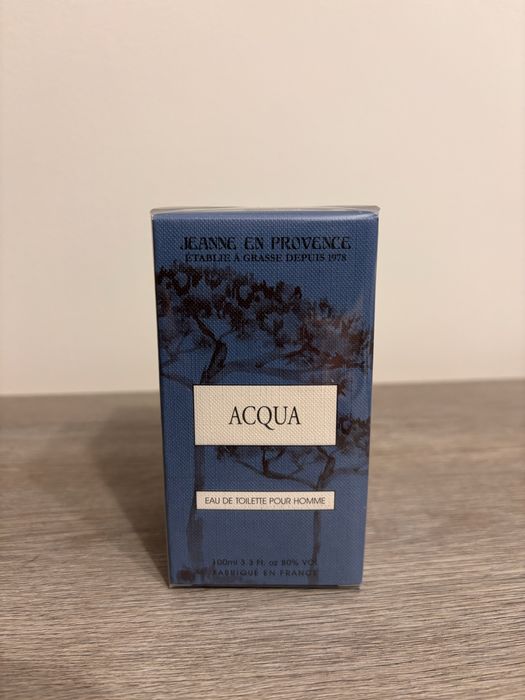 JEANNE EN PROVENCE
ÉTABLIE À GRASSE DEPUIS 1978
ACQUA
EAU DE TOILETTE POUR HOMME
100ml 3.3 Fl. oz 80% VOL
FABRIQUÉ EN FRANCE